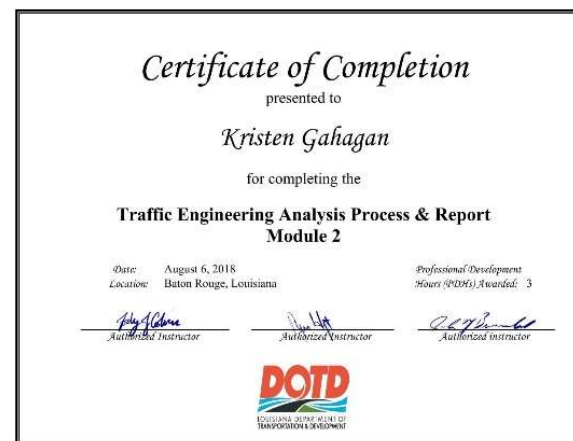 Certificate of Completion
presented to
Kristen Gahagan
for completing the
Traffic Engineering Analysis Process & Report
Module 2
Date: August 6, 2018
Location: Baton Rouge, Louisiana
Professional Development
Hours (PDHs) Awarded: 3
Authorized Instructor
Authorized Instructor
Authorized instructor
DOTD
LOUISIANA DEPARTMENT OF
TRANSPORTATION & DEVELOPMENT